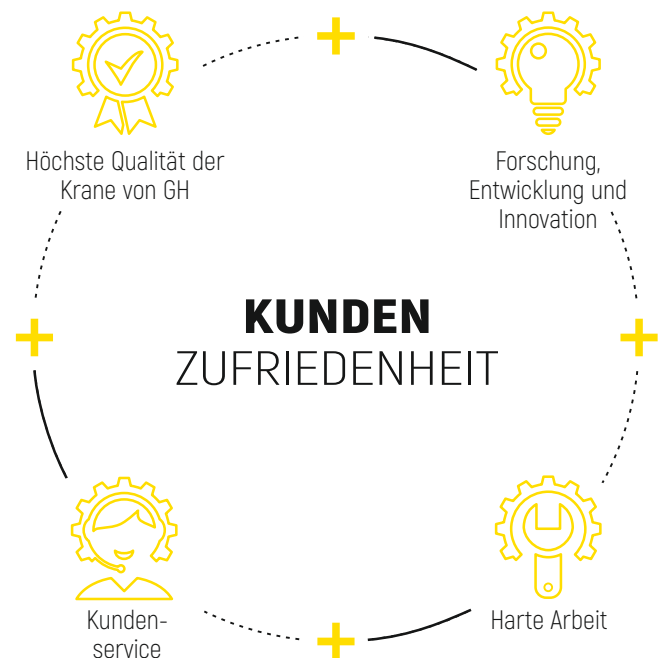 Höchste Qualität der
Krane von GH
Forschung,
Entwicklung und
Innovation
KUNDEN
ZUFRIEDENHEIT
Kunden-
service
Harte Arbeit